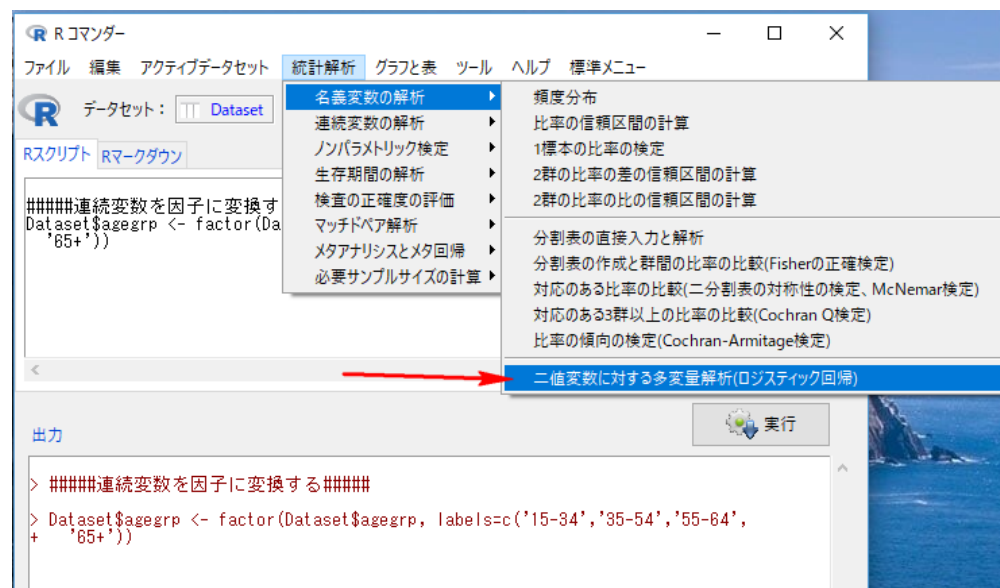 R コマンダー
ファイル 編集 アクティブデータセット 統計解析 グラフと表 ツール ヘルプ 標準メニュー
データセット： Dataset
Rスクリプト Rマークダウン
#####連続変数を因子に変換す
Dataset$agegrp <- factor(Da
'65+'))
名義変数の解析
連続変数の解析
ノンパラメトリック検定
生存期間の解析
検査の正確度の評価
マッチドペア解析
メタアナリシスとメタ回帰
必要サンプルサイズの計算
頻度分布
比率の信頼区間の計算
1標本の比率の検定
2群の比率の差の信頼区間の計算
2群の比率の比の信頼区間の計算
分割表の直接入力と解析
分割表の作成と群間の比率の比較(Fisherの正確検定)
対応のある比率の比較(二分割表の対称性の検定、McNemar検定)
対応のある3群以上の比率の比較(Cochran Q検定)
比率の傾向の検定(Cochran-Armitage検定)
二値変数に対する多変量解析(ロジスティック回帰)
実行
出力
> #####連続変数を因子に変換する#####
> Dataset$agegrp <- factor(Dataset$agegrp, labels=c('15-34','35-54','55-64',
+ '65+'))